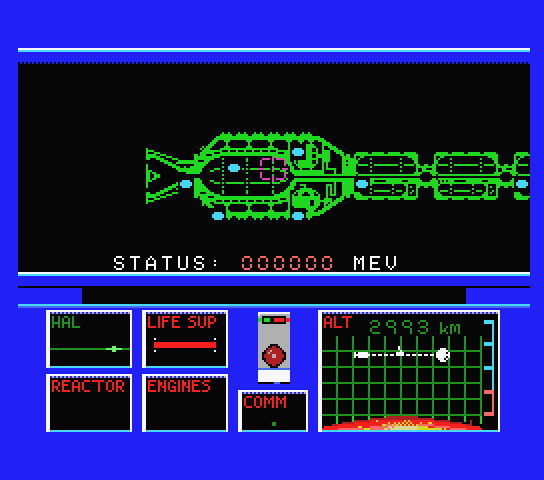 STATUS: 000000 MEV
HAL
LIFE SUP
ALT 2993 km
REACTOR
ENGINES
COMM